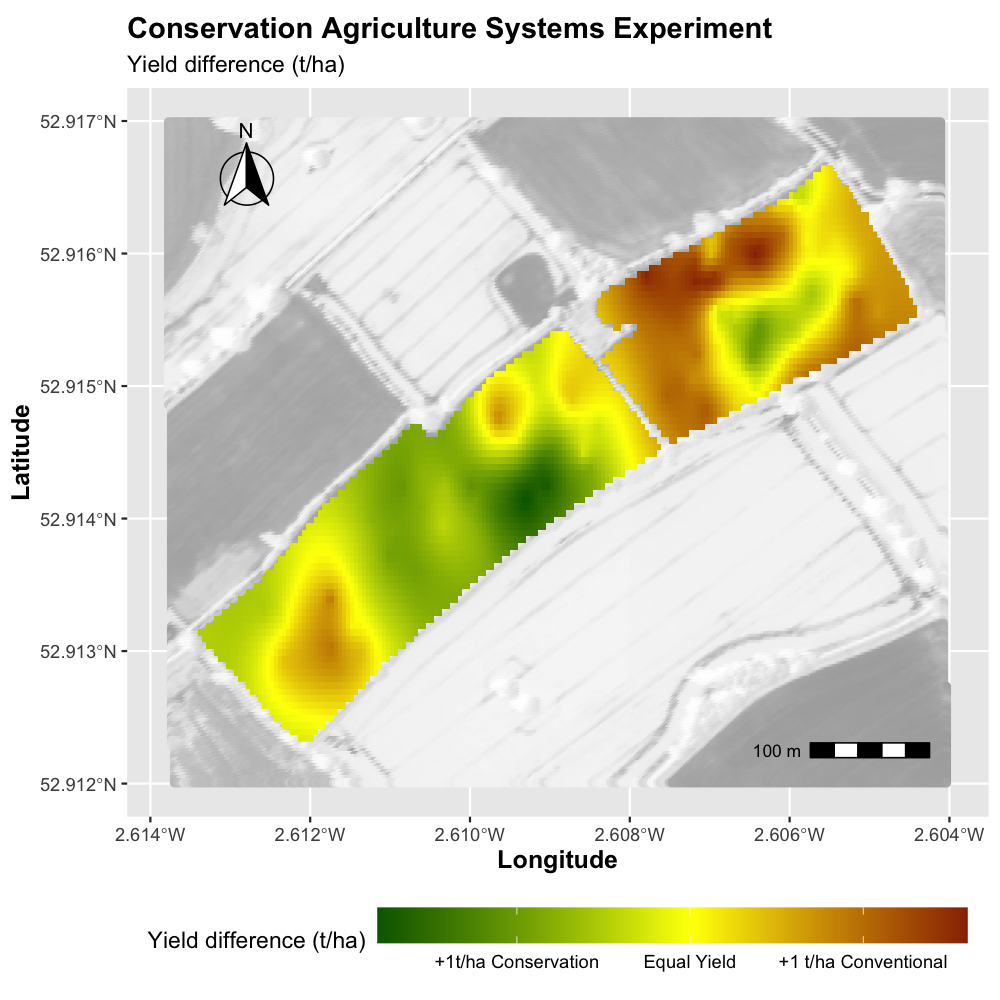 Conservation Agriculture Systems Experiment
Yield difference (t/ha)
N
52.917°N
52.916°N
52.915°N
52.914°N
52.913°N
52.912°N
Latitude
100 m
2.614°W 2.612°W 2.610°W 2.608°W 2.606°W 2.604°W
Longitude
Yield difference (t/ha)
+1t/ha Conservation Equal Yield +1 t/ha Conventional